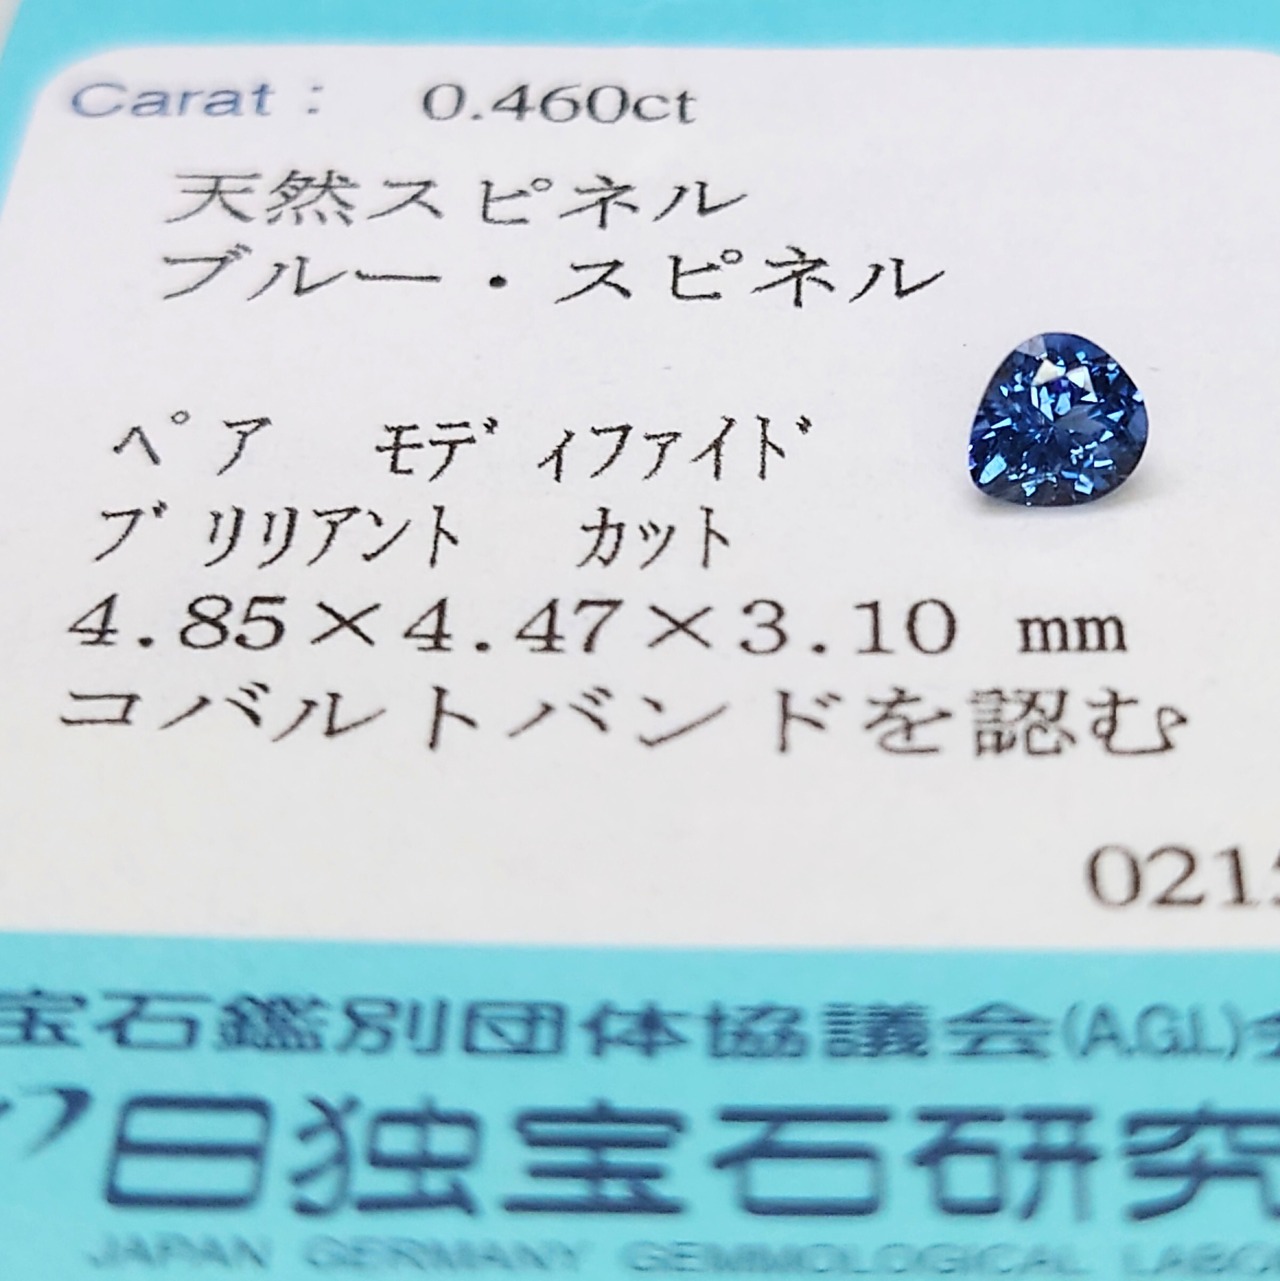 Carat : 0.460ct
天然スピネル
ブルー・スピネル
ペア モディファイド
ブリリアント カット
4.85×4.47×3.10 mm
コバルトバンドを認む
021
宝石鑑別団体協議会(A.G.L.)会
日独宝石研究
JAPAN GERMANY GEMMOLOGICAL LABO